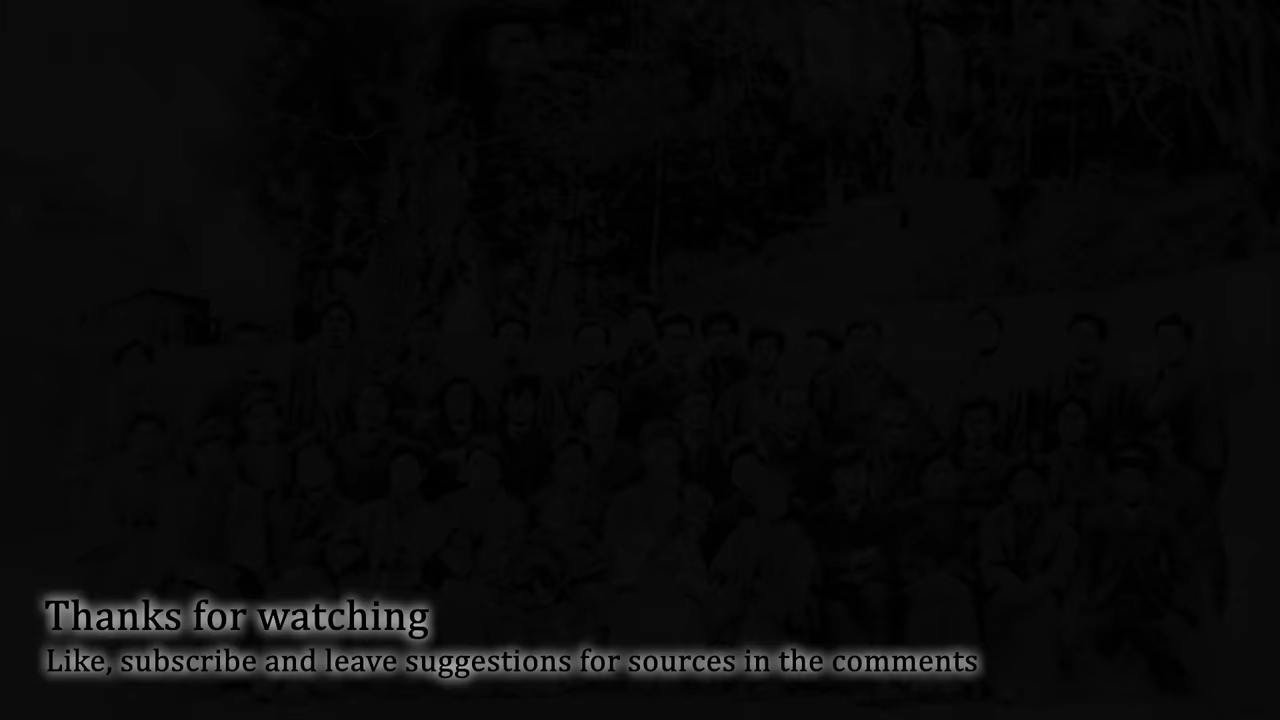 Thanks for watching
Like, subscribe and leave suggestions for sources in the comments